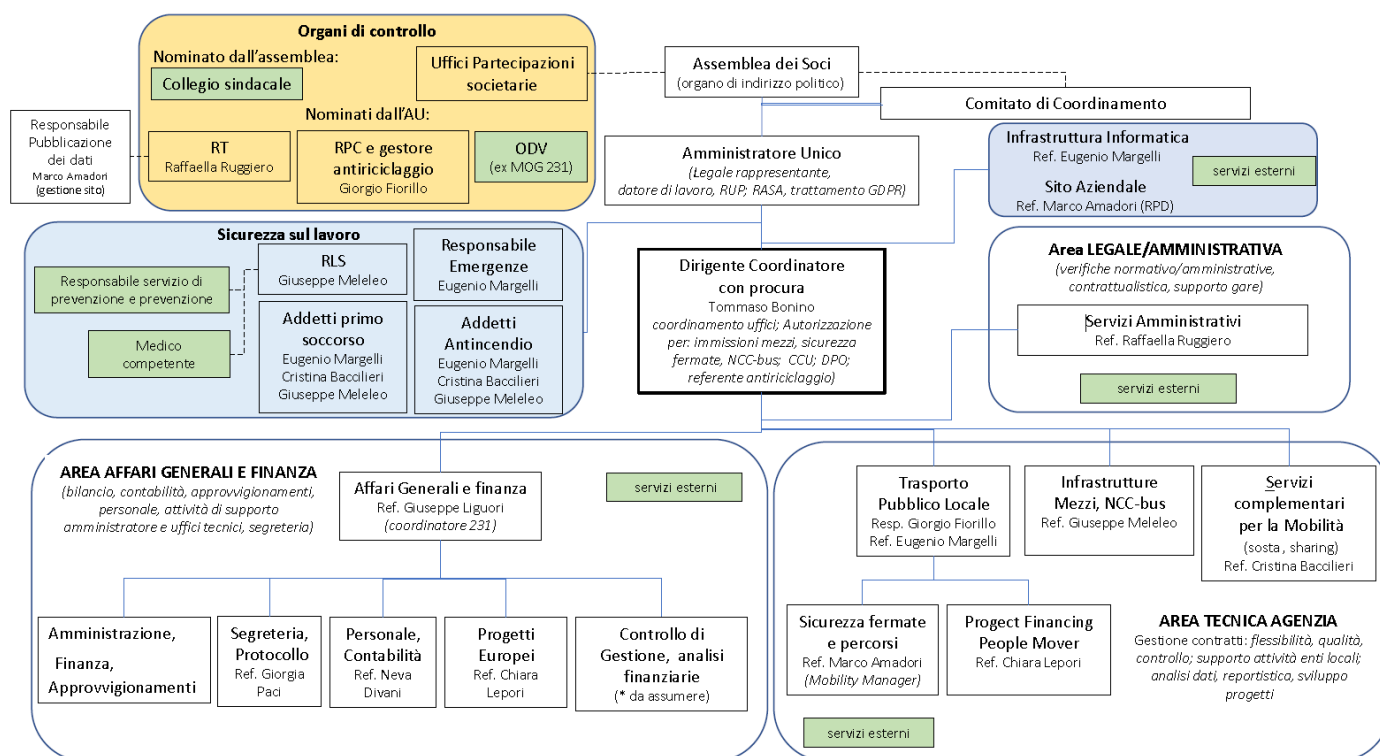 Organi di controllo
Nominato dall'assemblea:
Collegio sindacale
Uffici Partecipazioni
societarie
Nominati dall'AU:
RT
Raffaella Ruggiero
RPC e gestore
antiriciclaggio
Giorgio Fiorillo
ODV
(ex MOG 231)
Responsabile
Pubblicazione
dei dati
Marco Amadori
(gestione sito)
Assemblea dei Soci
(organo di indirizzo politico)
Comitato di Coordinamento
Amministratore Unico
(Legale rappresentante,
datore di lavoro, RUP; RASA, trattamento GDPR)
Infrastruttura Informatica
Ref. Eugenio Margelli
servizi esterni
Sito Aziendale
Ref. Marco Amadori (RPD)
Sicurezza sul lavoro
Responsabile servizio di
prevenzione e prevenzione
Medico
competente
RLS
Giuseppe Meleleo
Responsabile
Emergenze
Eugenio Margelli
Addetti primo
soccorso
Eugenio Margelli
Cristina Baccilieri
Giuseppe Meleleo
Addetti
Antincendio
Eugenio Margelli
Cristina Baccilieri
Giuseppe Meleleo
Dirigente Coordinatore
con procura
Tommaso Bonino
coordinamento uffici; Autorizzazione
per: immissioni mezzi, sicurezza
fermate, NCC-bus; CCU; DPO;
referente antiriciclaggio)
Area LEGALE/AMMINISTRATIVA
(verifiche normativo/amministrative,
contrattualistica, supporto gare)
Servizi Amministrativi
Ref. Raffaella Ruggiero
servizi esterni
AREA AFFARI GENERALI E FINANZA
(bilancio, contabilità, approvvigionamenti,
personale, attività di supporto
amministratore e uffici tecnici, segreteria)
Affari Generali e finanza
Ref. Giuseppe Liguori
(coordinatore 231)
servizi esterni
Amministrazione,
Finanza,
Approvvigionamenti
Segreteria,
Protocollo
Ref. Giorgia
Paci
Personale,
Contabilità
Ref. Neva
Divani
Progetti
Europei
Ref. Chiara
Lepori
Controllo di
Gestione, analisi
finanziarie
(* da assumere)
Trasporto
Pubblico Locale
Resp. Giorgio Fiorillo
Ref. Eugenio Margelli
Infrastrutture
Mezzi, NCC-bus
Ref. Giuseppe Meleleo
Servizi
complementari
per la Mobilità
(sosta , sharing)
Ref. Cristina Baccilieri
Sicurezza fermate
e percorsi
Ref. Marco Amadori
(Mobility Manager)
Progect Financing
People Mover
Ref. Chiara Lepori
AREA TECNICA AGENZIA
Gestione contratti: flessibilità, qualità,
controllo; supporto attività enti locali;
analisi dati, reportistica, sviluppo
progetti
servizi esterni